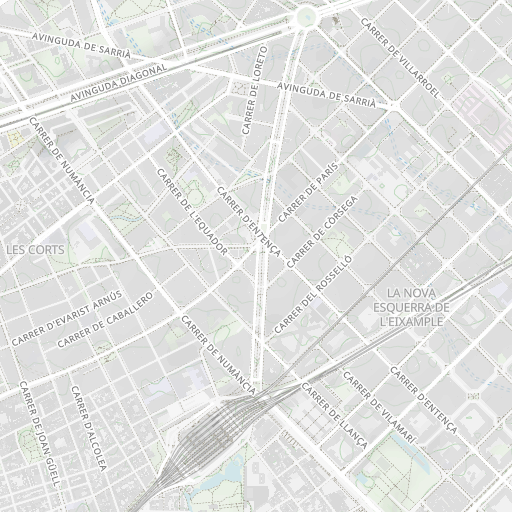 CARRER DE VILLARROEL
AVINGUDA DE SARRIÀ
CARRER DE LORETO
AVINGUDA DIAGONAL
AVINGUDA DE SARRIÀ
CARRER DE NUMÀNCIA
CARRER DE PARÍS
CARRER DE L'EQUADOR
CARRER D'ENTENÇA
CARRER DE CÒRSEGA
LES CORTS
CARRER DEL ROSSELLÓ
LA NOVA
ESQUERRA DE
L'EIXAMPLE
CARRER D'EVARIST ARNÚS
CARRER DE CABALLERO
CARRER DE NUMÀNCIA
CARRER D'ENTENÇA
CARRER DE VILAMARÍ
CARRER DE LLANÇA
CARRER DE JOAN GÜELL
CARRER D'ALCOLEA